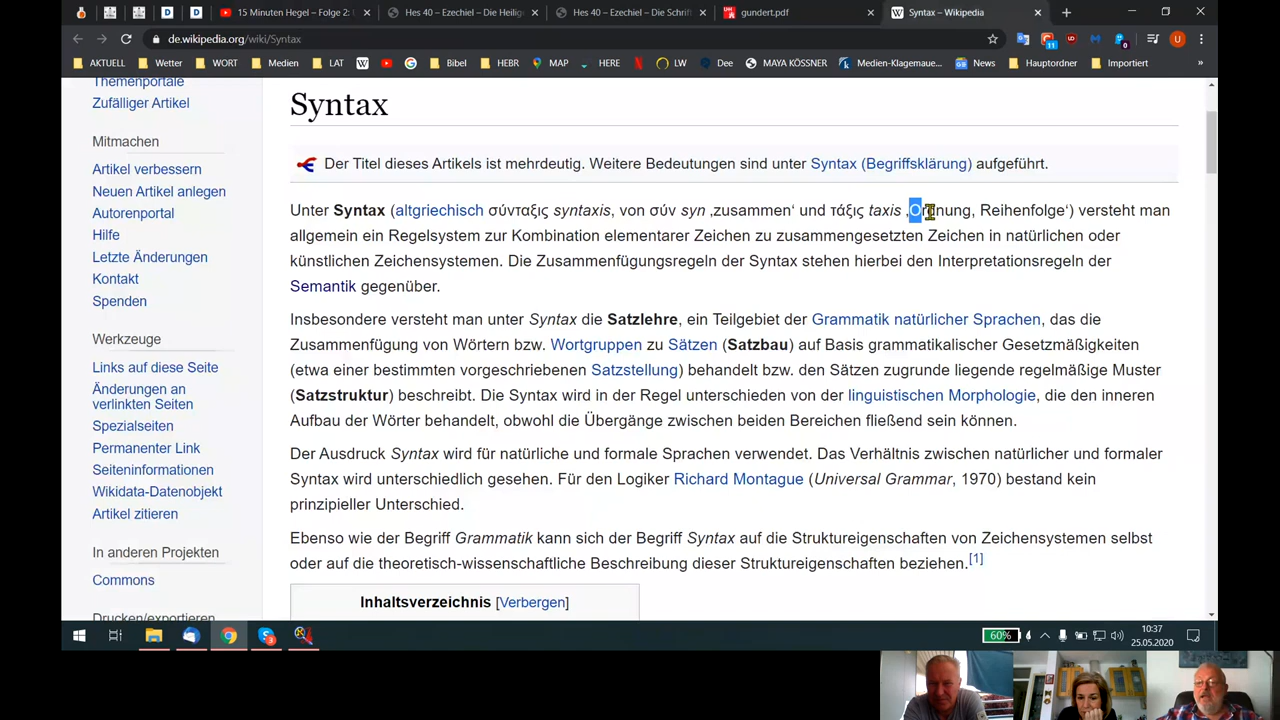 15 Minuten Hegel – Folge 2:
Hes 40 – Ezechiel – Die Heilige
Hes 40 – Ezechiel – Die Schrift
gundert.pdf
Syntax – Wikipedia
de.wikipedia.org/wiki/Syntax
AKTUELL Wetter WORT Medien LAT Bibel HEBR MAP HERE LW Dee MAYA KÖSSNER Medien-Klagemaue... News Hauptordner Importiert »
Themenportale
Zufälliger Artikel
Mitmachen
Artikel verbessern
Neuen Artikel anlegen
Autorenportal
Hilfe
Letzte Änderungen
Kontakt
Spenden
Werkzeuge
Links auf diese Seite
Änderungen an
verlinkten Seiten
Spezialseiten
Permanenter Link
Seiteninformationen
Wikidata-Datenobjekt
Artikel zitieren
In anderen Projekten
Commons
Drucken/exportieren
Syntax
Der Titel dieses Artikels ist mehrdeutig. Weitere Bedeutungen sind unter Syntax (Begriffsklärung) aufgeführt.
Unter Syntax (altgriechisch σύνταξις syntaxis, von σύν syn ‚zusammen‘ und τάξις taxis ‚Ordnung, Reihenfolge‘) versteht man
allgemein ein Regelsystem zur Kombination elementarer Zeichen zu zusammengesetzten Zeichen in natürlichen oder
künstlichen Zeichensystemen. Die Zusammenfügungsregeln der Syntax stehen hierbei den Interpretationsregeln der
Semantik gegenüber.
Insbesondere versteht man unter Syntax die Satzlehre, ein Teilgebiet der Grammatik natürlicher Sprachen, das die
Zusammenfügung von Wörtern bzw. Wortgruppen zu Sätzen (Satzbau) auf Basis grammatikalischer Gesetzmäßigkeiten
(etwa einer bestimmten vorgeschriebenen Satzstellung) behandelt bzw. den Sätzen zugrunde liegende regelmäßige Muster
(Satzstruktur) beschreibt. Die Syntax wird in der Regel unterschieden von der linguistischen Morphologie, die den inneren
Aufbau der Wörter behandelt, obwohl die Übergänge zwischen beiden Bereichen fließend sein können.
Der Ausdruck Syntax wird für natürliche und formale Sprachen verwendet. Das Verhältnis zwischen natürlicher und formaler
Syntax wird unterschiedlich gesehen. Für den Logiker Richard Montague (Universal Grammar, 1970) bestand kein
prinzipieller Unterschied.
Ebenso wie der Begriff Grammatik kann sich der Begriff Syntax auf die Struktureigenschaften von Zeichensystemen selbst
oder auf die theoretisch-wissenschaftliche Beschreibung dieser Struktureigenschaften beziehen.[1]
Inhaltsverzeichnis [Verbergen]
60%
10:37
25.05.2020